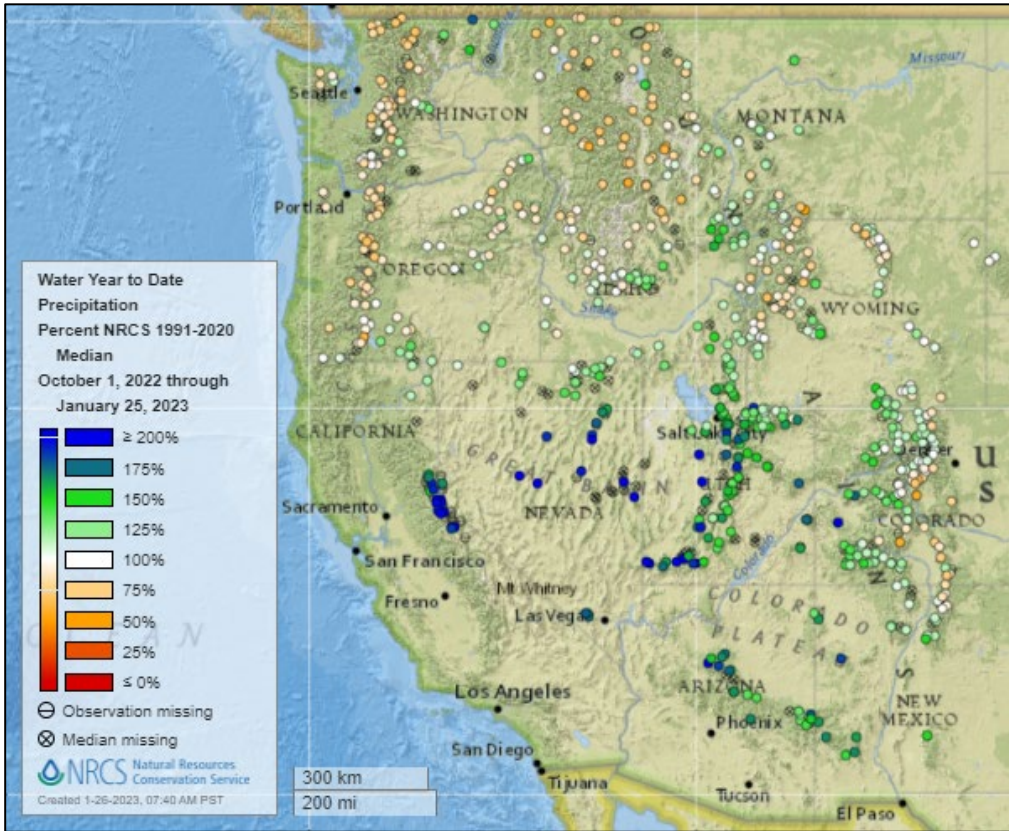 Missouri
Seattle
WASHINGTON
MONTANA
Portland
OREGON
IDAHO
Snake
WYOMING
Water Year to Date
Precipitation
Percent NRCS 1991-2020
Median
October 1, 2022 through
January 25, 2023
≥ 200%
175%
150%
125%
100%
75%
50%
25%
≤ 0%
Observation missing
Median missing
NRCS Natural Resources
Conservation Service
Created 1-26-2023, 07:40 AM PST
CALIFORNIA
Salt Lake City
Denver
US
GREAT BASIN
UTAH
NEVADA
Sacramento
COLORADO
San Francisco
Colorado
Mt Whitney
Fresno
Las Vegas
COLORADO
PLATEAU
ARIZONA
Los Angeles
NEW
MEXICO
Phoenix
San Diego
Tijuana
300 km
200 mi
Tucson
El Paso
OCEAN